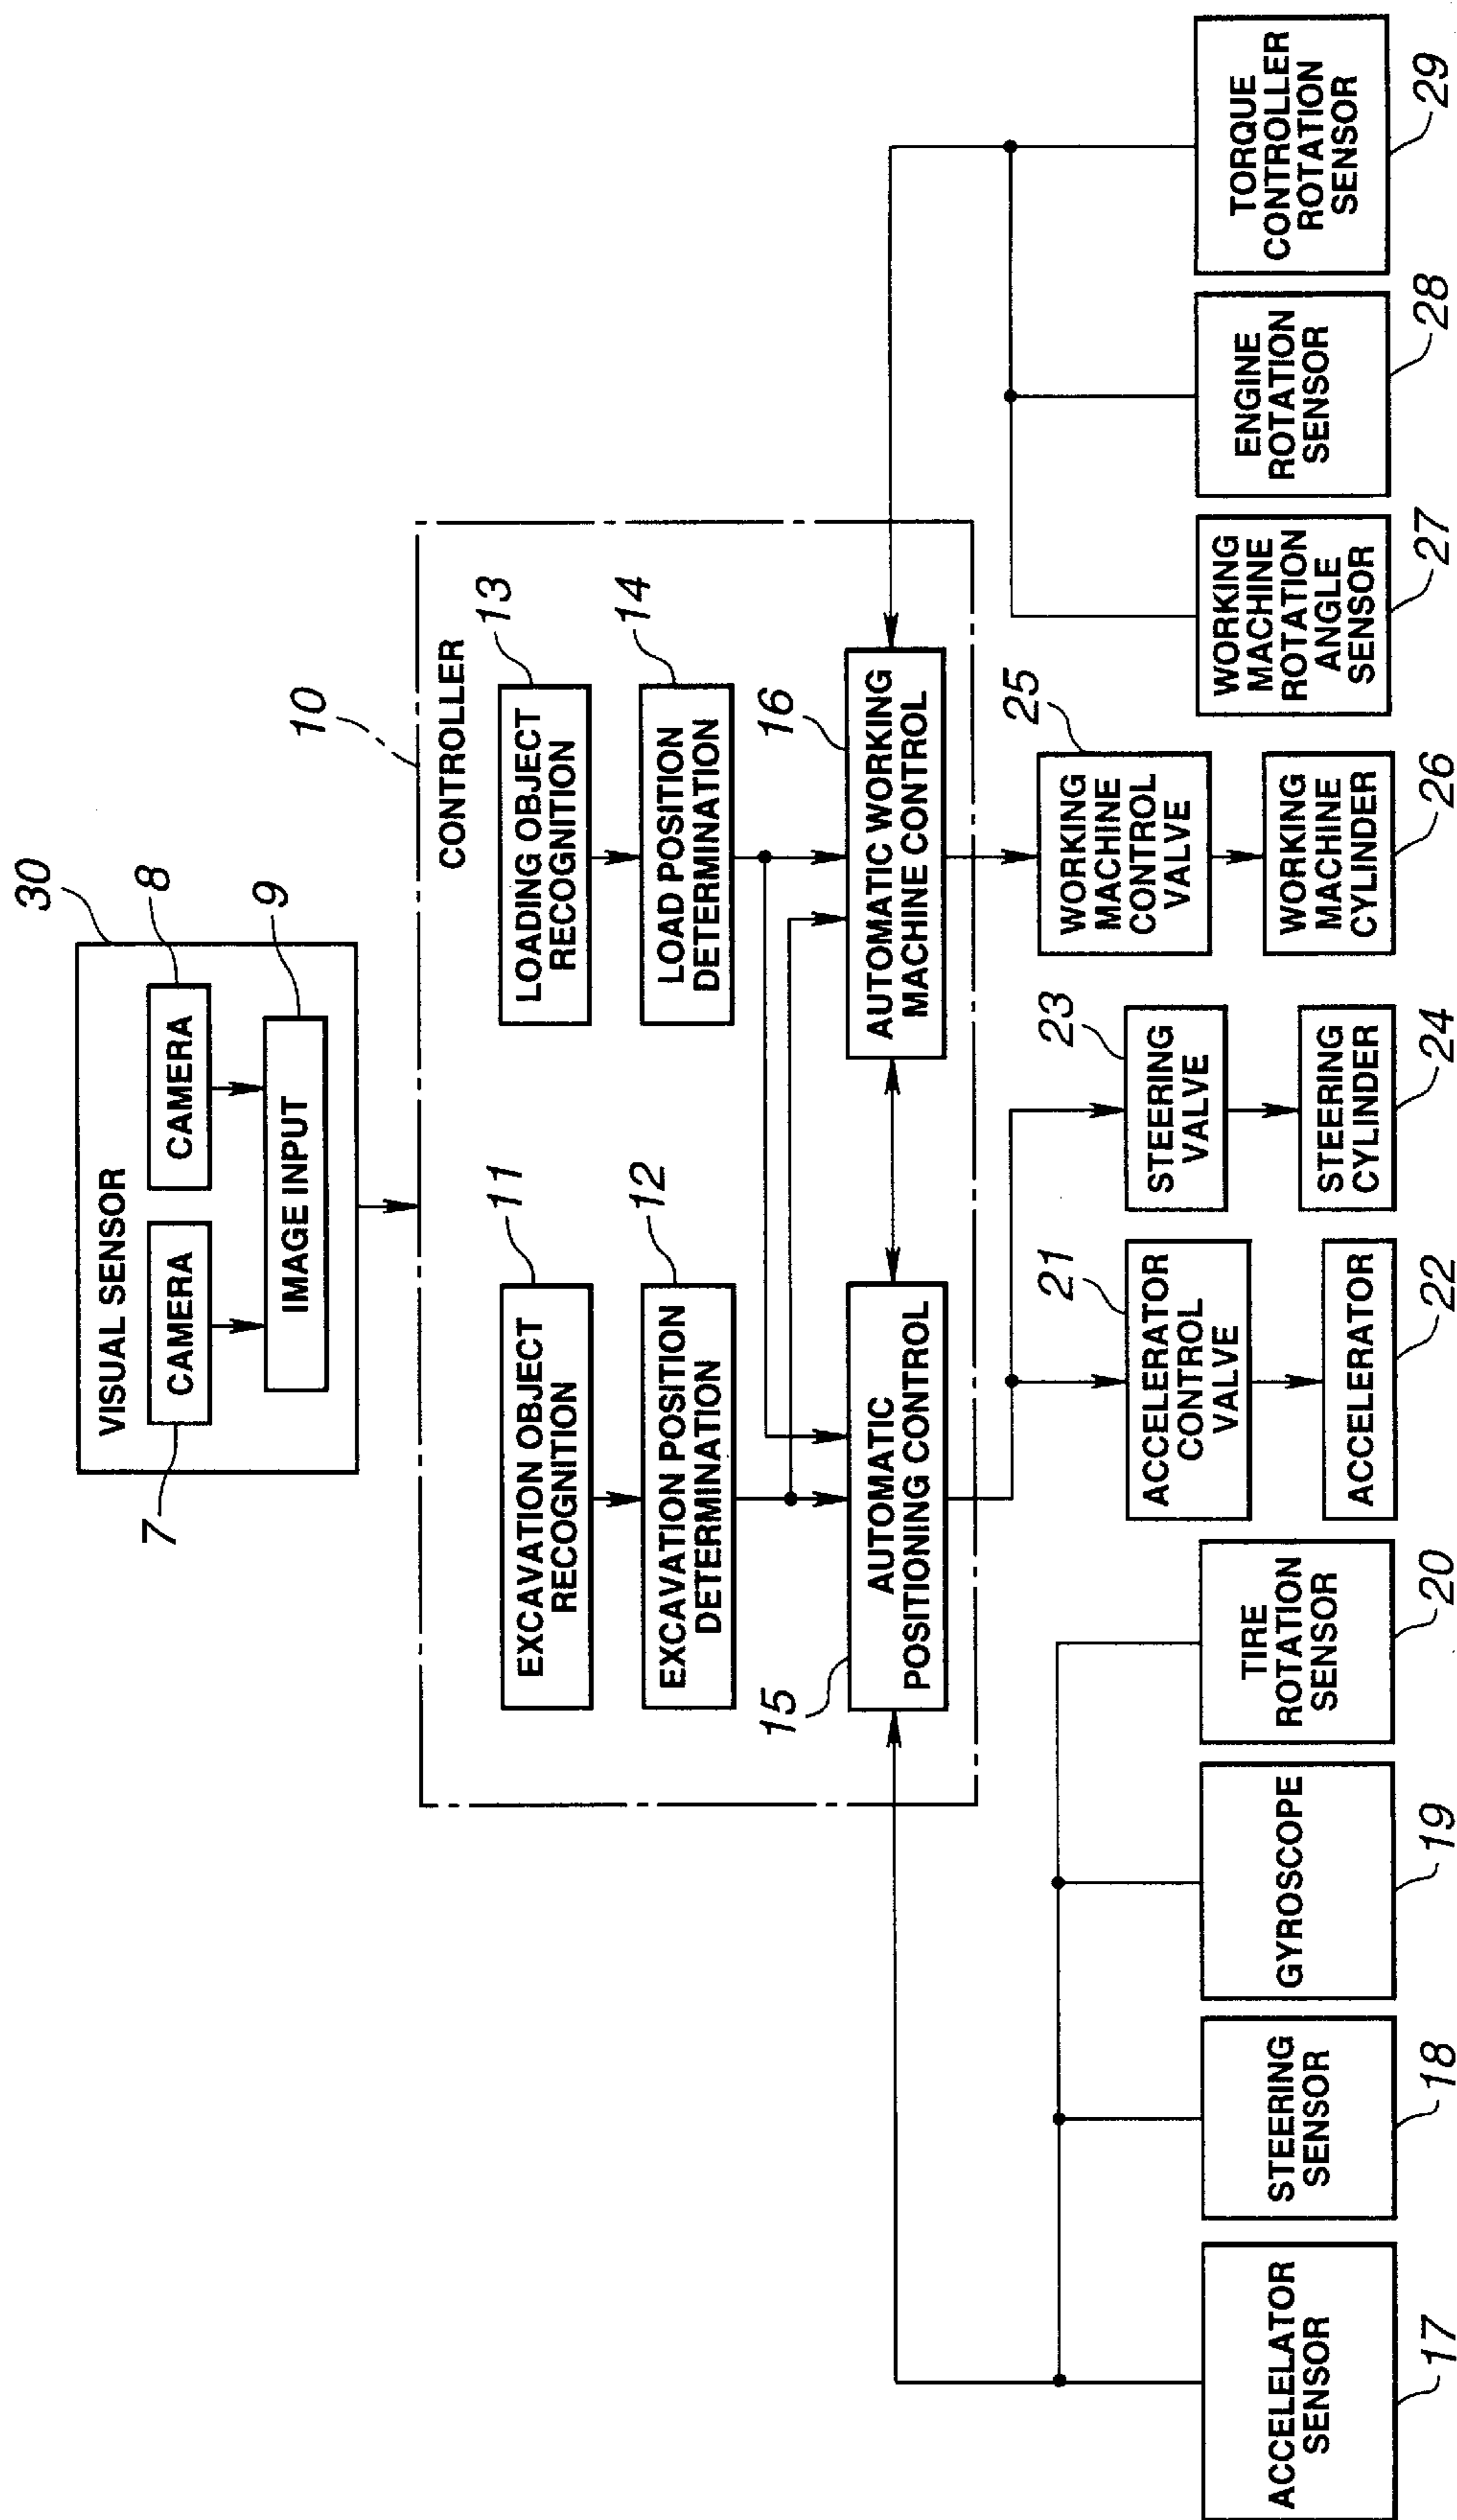 30
VISUAL SENSOR
7
CAMERA
CAMERA
8
IMAGE INPUT
9
10
CONTROLLER
11
EXCAVATION OBJECT
RECOGNITION
12
EXCAVATION POSITION
DETERMINATION
13
LOADING OBJECT
RECOGNITION
14
LOAD POSITION
DETERMINATION
15
AUTOMATIC
POSITIONING CONTROL
16
AUTOMATIC WORKING
MACHINE CONTROL
ACCELATOR
SENSOR
17
STEERING
SENSOR
18
GYROSCOPE
19
TIRE
ROTATION
SENSOR
20
21
ACCELERATOR
CONTROL
VALVE
ACCELERATOR
22
23
STEERING
VALVE
STEERING
CYLINDER
24
25
WORKING
MACHINE
CONTROL
VALVE
WORKING
MACHINE
CYLINDER
26
WORKING
MACHINE
ROTATION
ANGLE
SENSOR
27
ENGINE
ROTATION
SENSOR
28
TORQUE
CONTROLLER
ROTATION
SENSOR
29